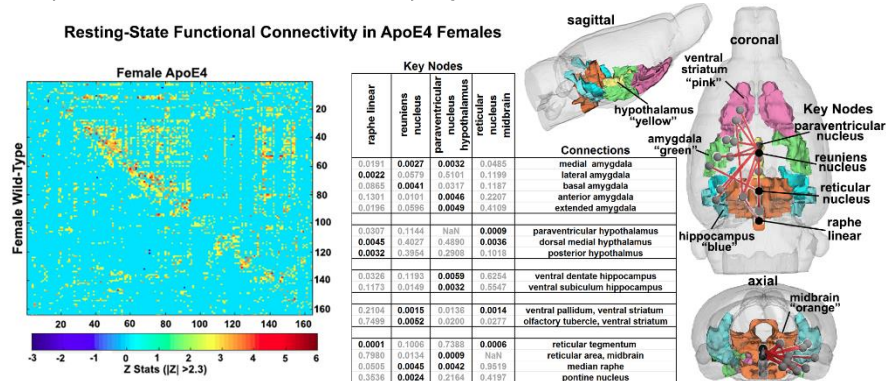 Resting-State Functional Connectivity in ApoE4 Females
Female ApoE4
Female Wild-Type
20
40
60
80
100
120
140
160
20 40 60 80 100 120 140 160
-3 -2 -1 0 1 2 3 4 5 6
Z Stats (|Z| >2.3)
Key Nodes
raphe linear
reuniens nucleus
paraventricular nucleus hypothalamus
reticular nucleus midbrain
Connections
0.0191 0.0027 0.0032 0.0485 medial amygdala
0.0022 0.0579 0.5101 0.1199 lateral amygdala
0.0865 0.0041 0.0317 0.1187 basal amygdala
0.1301 0.0101 0.0046 0.2207 anterior amygdala
0.0196 0.0596 0.0049 0.4109 extended amygdala
0.0307 0.1144 NaN 0.0009 paraventricular hypothalamus
0.0045 0.4027 0.4890 0.0036 dorsal medial hypthalamus
0.0032 0.3954 0.2908 0.1018 posterior hypothalamus
0.0326 0.1193 0.0059 0.6254 ventral dentate hippocampus
0.1173 0.0149 0.0032 0.5547 ventral subiculum hippocampus
0.2104 0.0015 0.0136 0.0014 ventral pallidum, ventral striatum
0.7499 0.0052 0.0200 0.0277 olfactory tubercle, ventral striatum
0.0001 0.1006 0.7388 0.0006 reticular tegmentum
0.7980 0.0134 0.0009 NaN reticular area, midbrain
0.0505 0.0045 0.0042 0.9519 median raphe
0.3536 0.0024 0.2164 0.4197 pontine nucleus
sagittal
hypothalamus
"yellow"
coronal
ventral
striatum
"pink"
Key Nodes
paraventricular
nucleus
amygdala
"green"
reuniens
nucleus
reticular
nucleus
raphe
linear
hippocampus
"blue"
axial
midbrain
"orange"